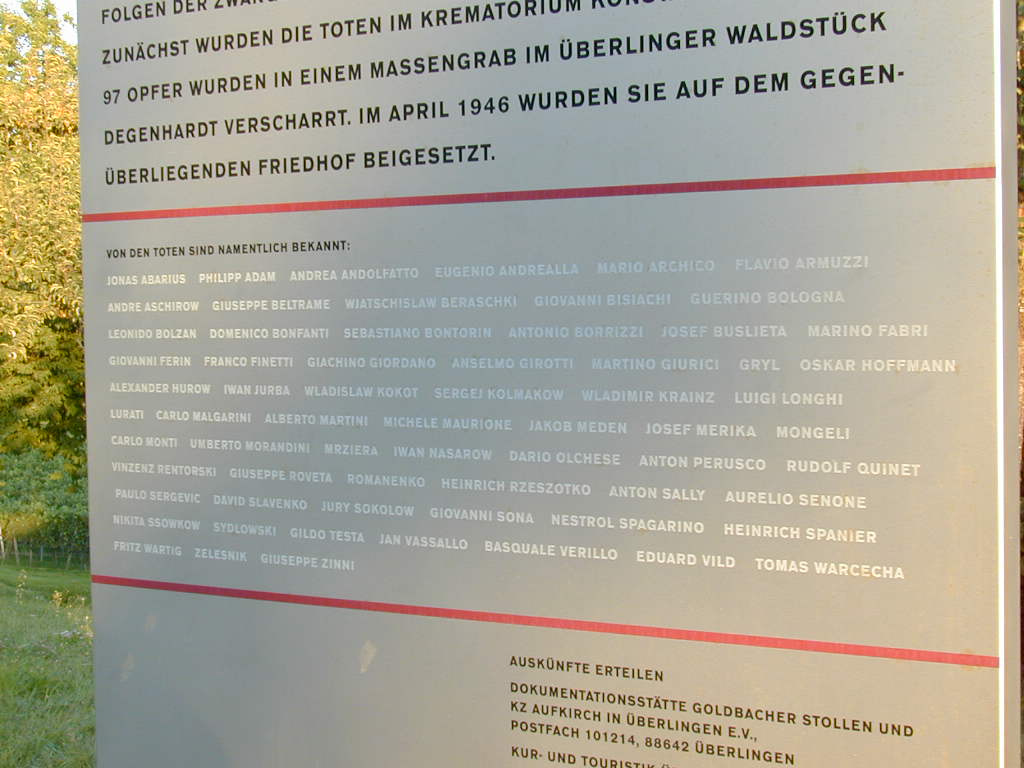 FOLGEN DER
ZUNÄCHST WURDEN DIE TOTEN IM KREMATORIUM
97 OPFER WURDEN IN EINEM MASSENGRAB IM ÜBERLINGER WALDSTÜCK
DEGENHARDT VERSCHARRT. IM APRIL 1946 WURDEN SIE AUF DEM GEGEN-
ÜBERLIEGENDEN FRIEDHOF BEIGESETZT.
VON DEN TOTEN SIND NAMENTLICH BEKANNT:
JONAS ABARIUS PHILIPP ADAM ANDREA ANDOLFATTO EUGENIO ANDREALLA MARIO ARCHICO FLAVIO ARMUZZI
ANDRE ASCHIROW GIUSEPPE BELTRAME WJATSCHISLAW BERASCHKI GIOVANNI BISIACHI GUERINO BOLOGNA
LEONIDO BOLZAN DOMENICO BONFANTI SEBASTIANO BONTORIN ANTONIO BORRIZZI JOSEF BUSLIETA MARINO FABRI
GIOVANNI FERIN FRANCO FINETTI GIACHINO GIORDANO ANSELMO GIROTTI MARTINO GIURICI GRYL OSKAR HOFFMANN
ALEXANDER HUROW IWAN JURBA WLADISLAW KOKOT SERGEJ KOLMAKOW WLADIMIR KRAINZ LUIGI LONGHI
LURATI CARLO MALGARINI ALBERTO MARTINI MICHELE MAURIONE JAKOB MEDEN JOSEF MERIKA MONGELI
CARLO MONTI UMBERTO MORANDINI MRZIERA IWAN NASAROW DARIO OLCHESE ANTON PERUSCO RUDOLF QUINET
VINZENZ RENTORSKI GIUSEPPE ROVETA ROMANENKO HEINRICH RZESZOTKO ANTON SALLY AURELIO SENONE
PAULO SERGEVIC DAVID SLAVENKO JURY SOKOLOW GIOVANNI SONA NESTROL SPAGARINO HEINRICH SPANIER
NIKITA SSOWKOW SYDLOWSKI GILDO TESTA JAN VASSALLO BASQUALE VERILLO EDUARD VILD TOMAS WARCECHA
FRITZ WARTIG ZELESNIK GIUSEPPE ZINNI
AUSKÜNFTE ERTEILEN
DOKUMENTATIONSSTÄTTE GOLDBACHER STOLLEN UND
KZ AUFKIRCH IN ÜBERLINGEN E.V.,
POSTFACH 101214, 88642 ÜBERLINGEN
KUR- UND TOURISTIK